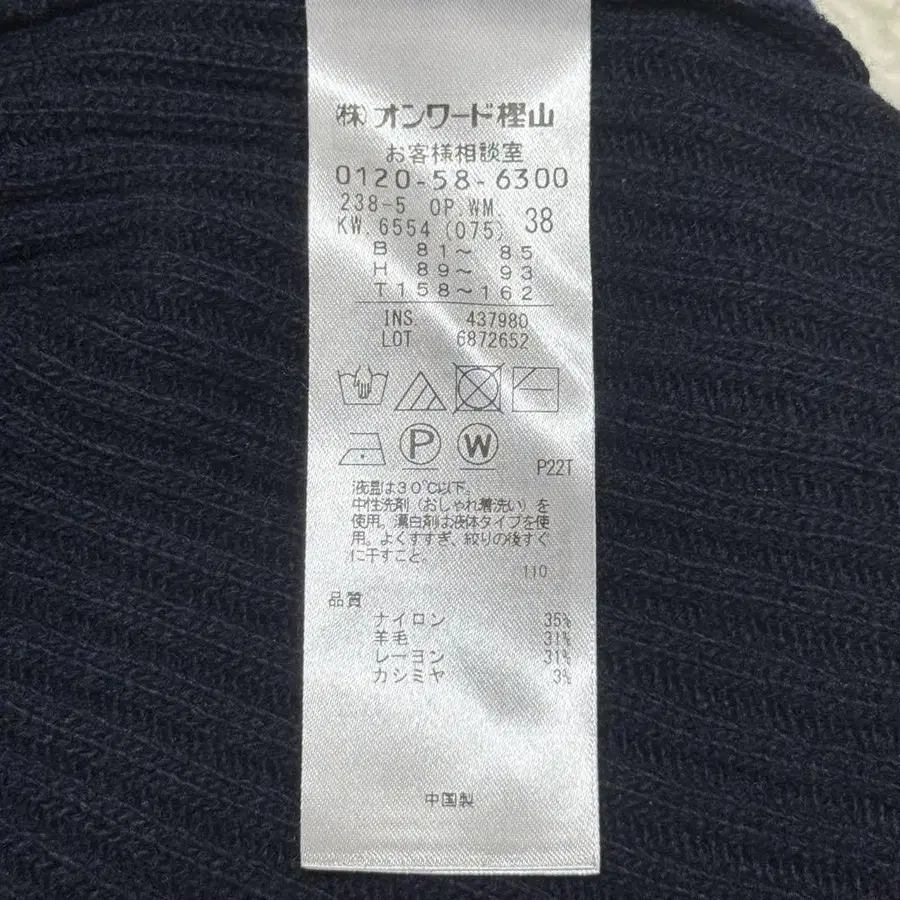 (株)オンワード樫山
お客様相談室
0120-58-6300
238-5 OP.WM 38
KW.6554(075)
B 81〜 85
H 89〜 93
T158〜162
INS 437980
LOT 6872652
P
W
P22T
液温は30℃以下。
中性洗剤(おしゃれ着洗い)を
使用。漂白剤は液体タイプを使
用。よくすすぎ、絞りの後すぐ
に干すこと。
110
品質
ナイロン 35%
羊毛 31%
レーヨン 31%
カシミヤ 3%
中国製